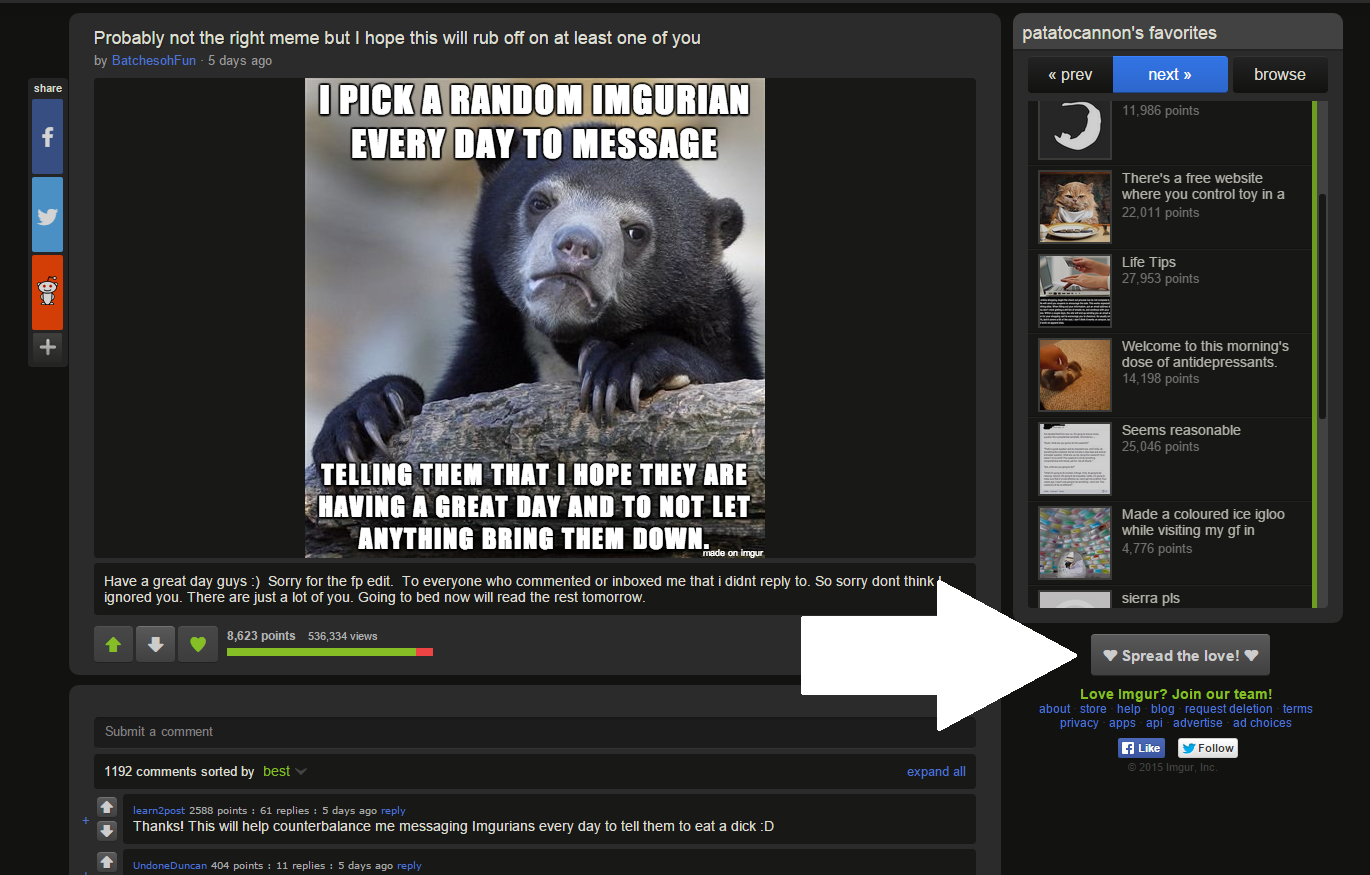 Probably not the right meme but I hope this will rub off on at least one of you
by BatchesohFun · 5 days ago
share
I PICK A RANDOM IMGURIAN
EVERY DAY TO MESSAGE
TELLING THEM THAT I HOPE THEY ARE
HAVING A GREAT DAY AND TO NOT LET
ANYTHING BRING THEM DOWN.
made on imgur
Have a great day guys :) Sorry for the fp edit. To everyone who commented or inboxed me that i didnt reply to. So sorry dont think I
ignored you. There are just a lot of you. Going to bed now will read the rest tomorrow.
8,623 points 536,334 views
Submit a comment
1192 comments sorted by best
expand all
learn2post 2588 points : 61 replies : 5 days ago reply
Thanks! This will help counterbalance me messaging Imgurians every day to tell them to eat a dick :D
UndoneDuncan 404 points : 11 replies : 5 days ago reply
patatocannon's favorites
« prev next » browse
11,986 points
There's a free website
where you control toy in a
22,011 points
Life Tips
27,953 points
Welcome to this morning's
dose of antidepressants.
14,198 points
Seems reasonable
25,046 points
Made a coloured ice igloo
while visiting my gf in
4,776 points
sierra pls
♥ Spread the love! ♥
Love Imgur? Join our team!
about · store · help · blog · request deletion · terms
privacy · apps · api · advertise · ad choices
Like Follow
© 2015 Imgur, Inc.